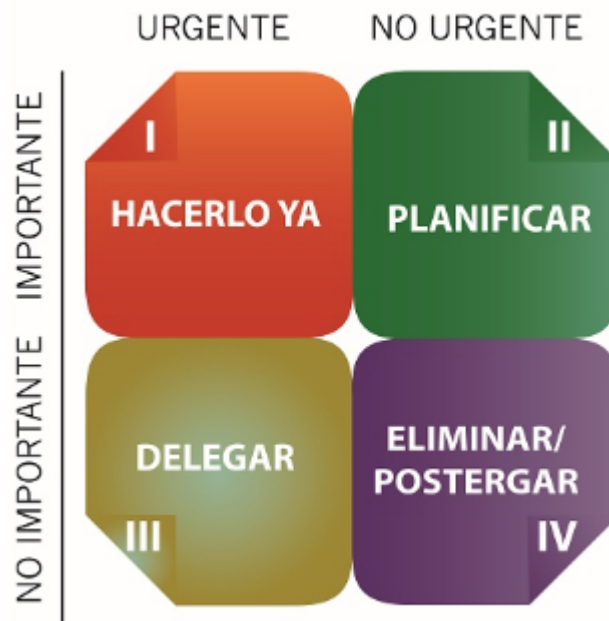 URGENTE
NO URGENTE
IMPORTANTE
I
HACERLO YA
II
PLANIFICAR
NO IMPORTANTE
DELEGAR
III
ELIMINAR/
POSTERGAR
IV